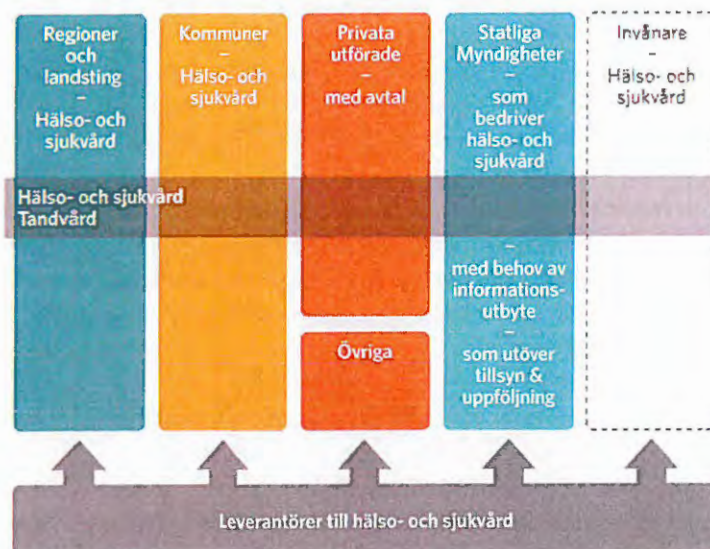 Regioner
och
landsting
–
Hälso- och
sjukvård
Kommuner
–
Hälso- och
sjukvård
Privata
utförade
–
med avtal
Statliga
Myndigheter
–
som
bedriver
hälso- och
sjukvård
Invånare
–
Hälso- och
sjukvård
Hälso- och sjukvård
Tandvård
–
med behov av
informations-
utbyte
–
som utöver
tillsyn &
uppföljning
Övriga
Leverantörer till hälso- och sjukvård